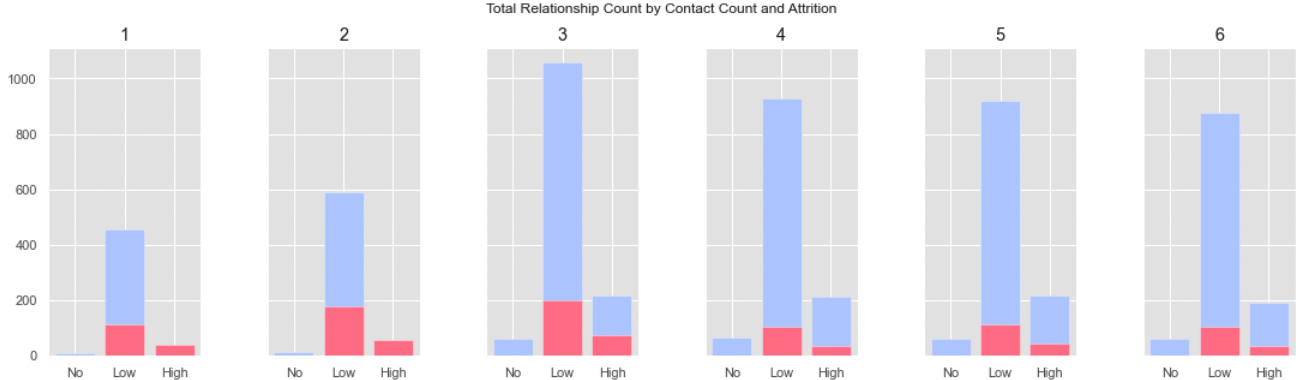 Total Relationship Count by Contact Count and Attrition
1 2 3 4 5 6
1000
800
600
400
200
0
No Low High No Low High No Low High No Low High No Low High No Low High